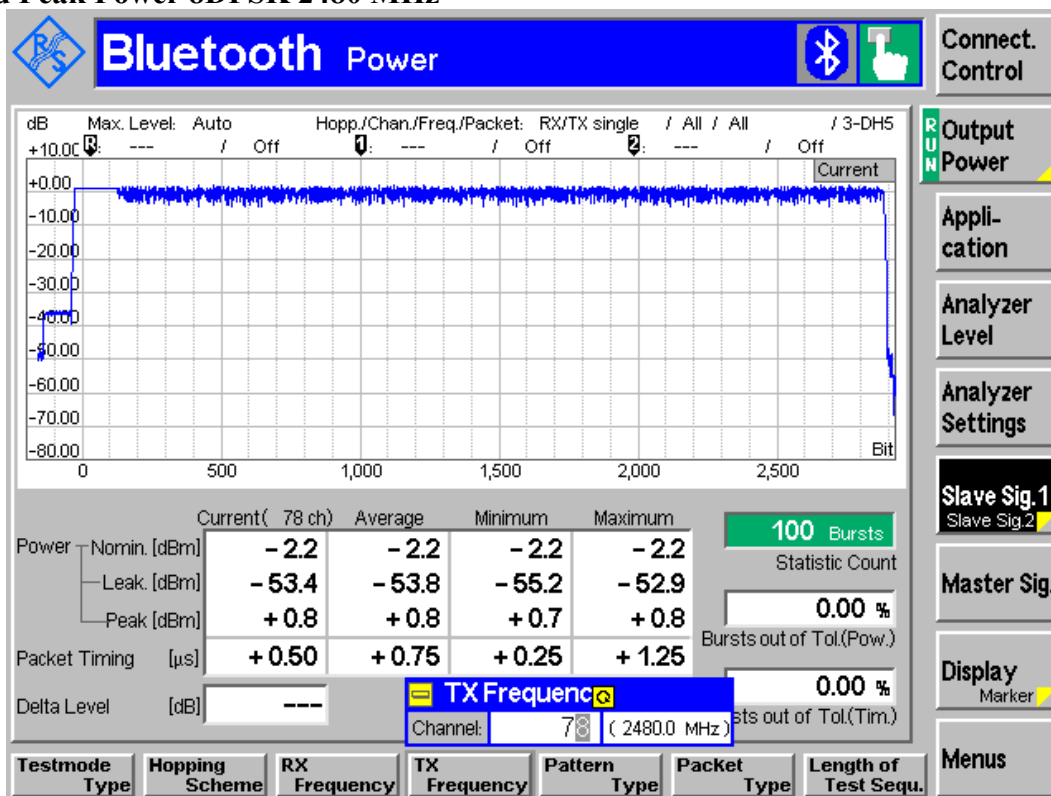 Bluetooth Power
Connect. Control
dB Max. Level: Auto Hopp./Chan./Freq./Packet: RX/TX single / All / All / 3-DH5
R: --- / Off 1: --- / Off 2: --- / Off
Current
+0.00
-10.00
-20.00
-30.00
-40.00
-50.00
-60.00
-70.00
-80.00
Bit
0 500 1,000 1,500 2,000 2,500
RUN
Output Power
Appli-cation
Analyzer Level
Analyzer Settings
Slave Sig.1
Slave Sig.2
Master Sig.
Display
Marker
Menus
Current( 78 ch) Average Minimum Maximum
Power Nomin. [dBm] -2.2 -2.2 -2.2 -2.2
Leak. [dBm] -53.4 -53.8 -55.2 -52.9
Peak [dBm] +0.8 +0.8 +0.7 +0.8
Packet Timing [µs] +0.50 +0.75 +0.25 +1.25
Delta Level [dB] ---
100 Bursts
Statistic Count
0.00 %
Bursts out of Tol.(Pow.)
0.00 %
sts out of Tol.(Tim.)
TX Frequenc
Channel: 78 ( 2480.0 MHz )
Testmode Type
Hopping Scheme
RX Frequency
TX Frequency
Pattern Type
Packet Type
Length of Test Sequ.